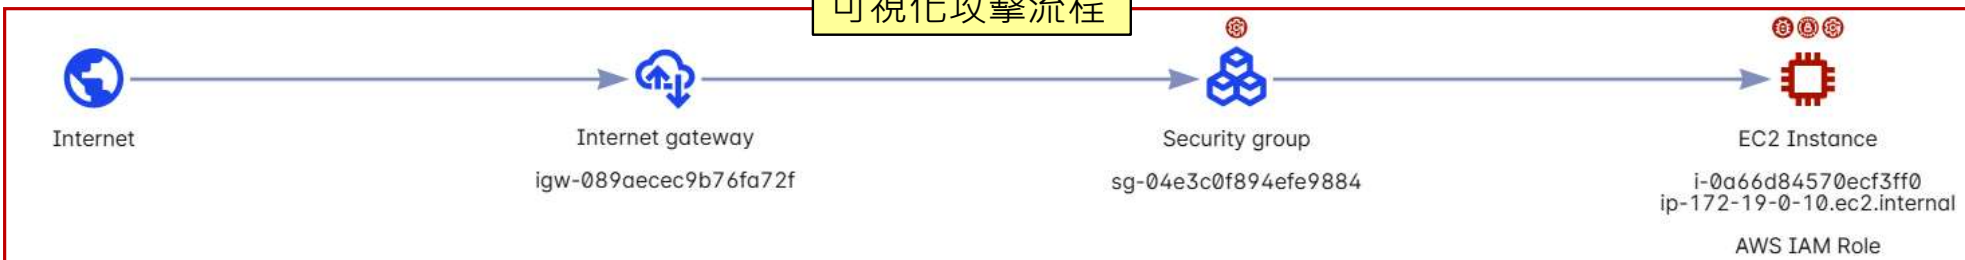 可視化攻擊流程
Internet
Internet gateway
igw-089aecec9b76fa72f
Security group
sg-04e3c0f894efe9884
EC2 Instance
i-0a66d84570ecf3ff0
ip-172-19-0-10.ec2.internal
AWS IAM Role